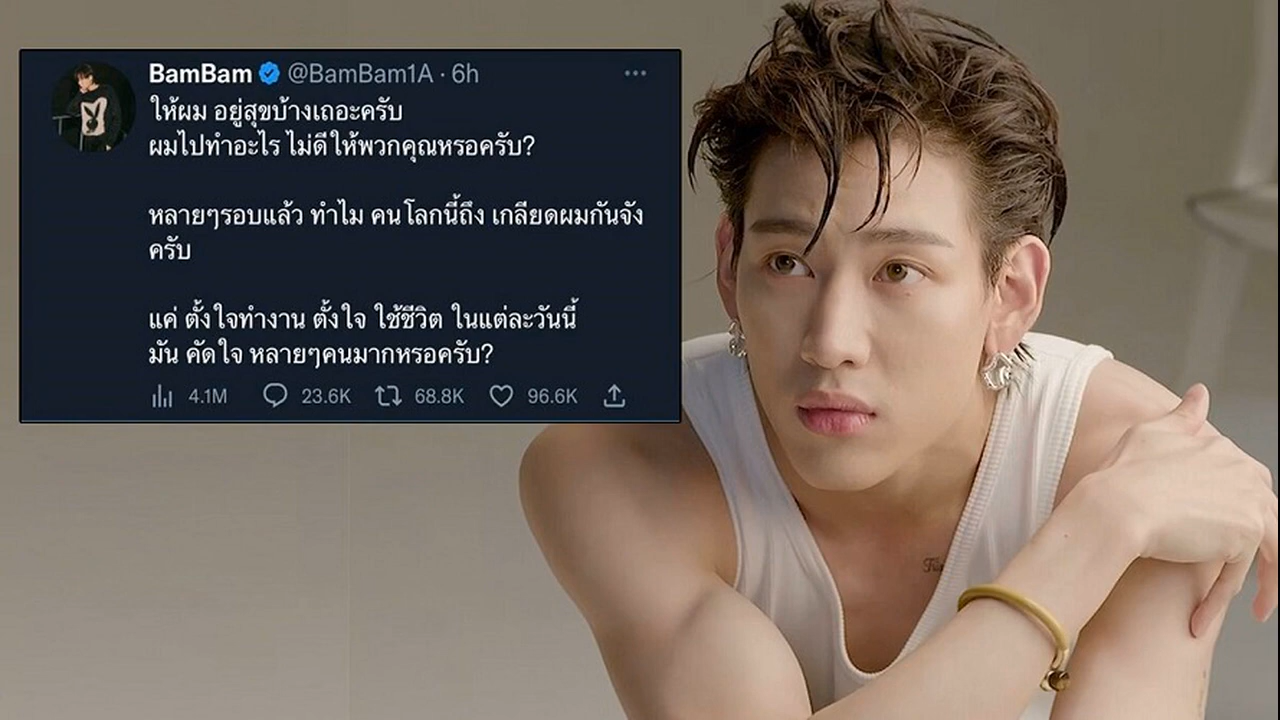 BamBam @BamBam1A · 6h
ให้ผม อยู่สุขบ้างเถอะครับ
ผมไปทำอะไร ไม่ดีให้พวกคุณหรอครับ?
หลายๆรอบแล้ว ทำไม คนโลกนี้ถึง เกลียดผมกันจัง
ครับ
แค่ ตั้งใจทำงาน ตั้งใจ ใช้ชีวิต ในแต่ละวันนี้
มัน คัดใจ หลายๆคนมากหรอครับ?
4.1M 23.6K 68.8K 96.6K